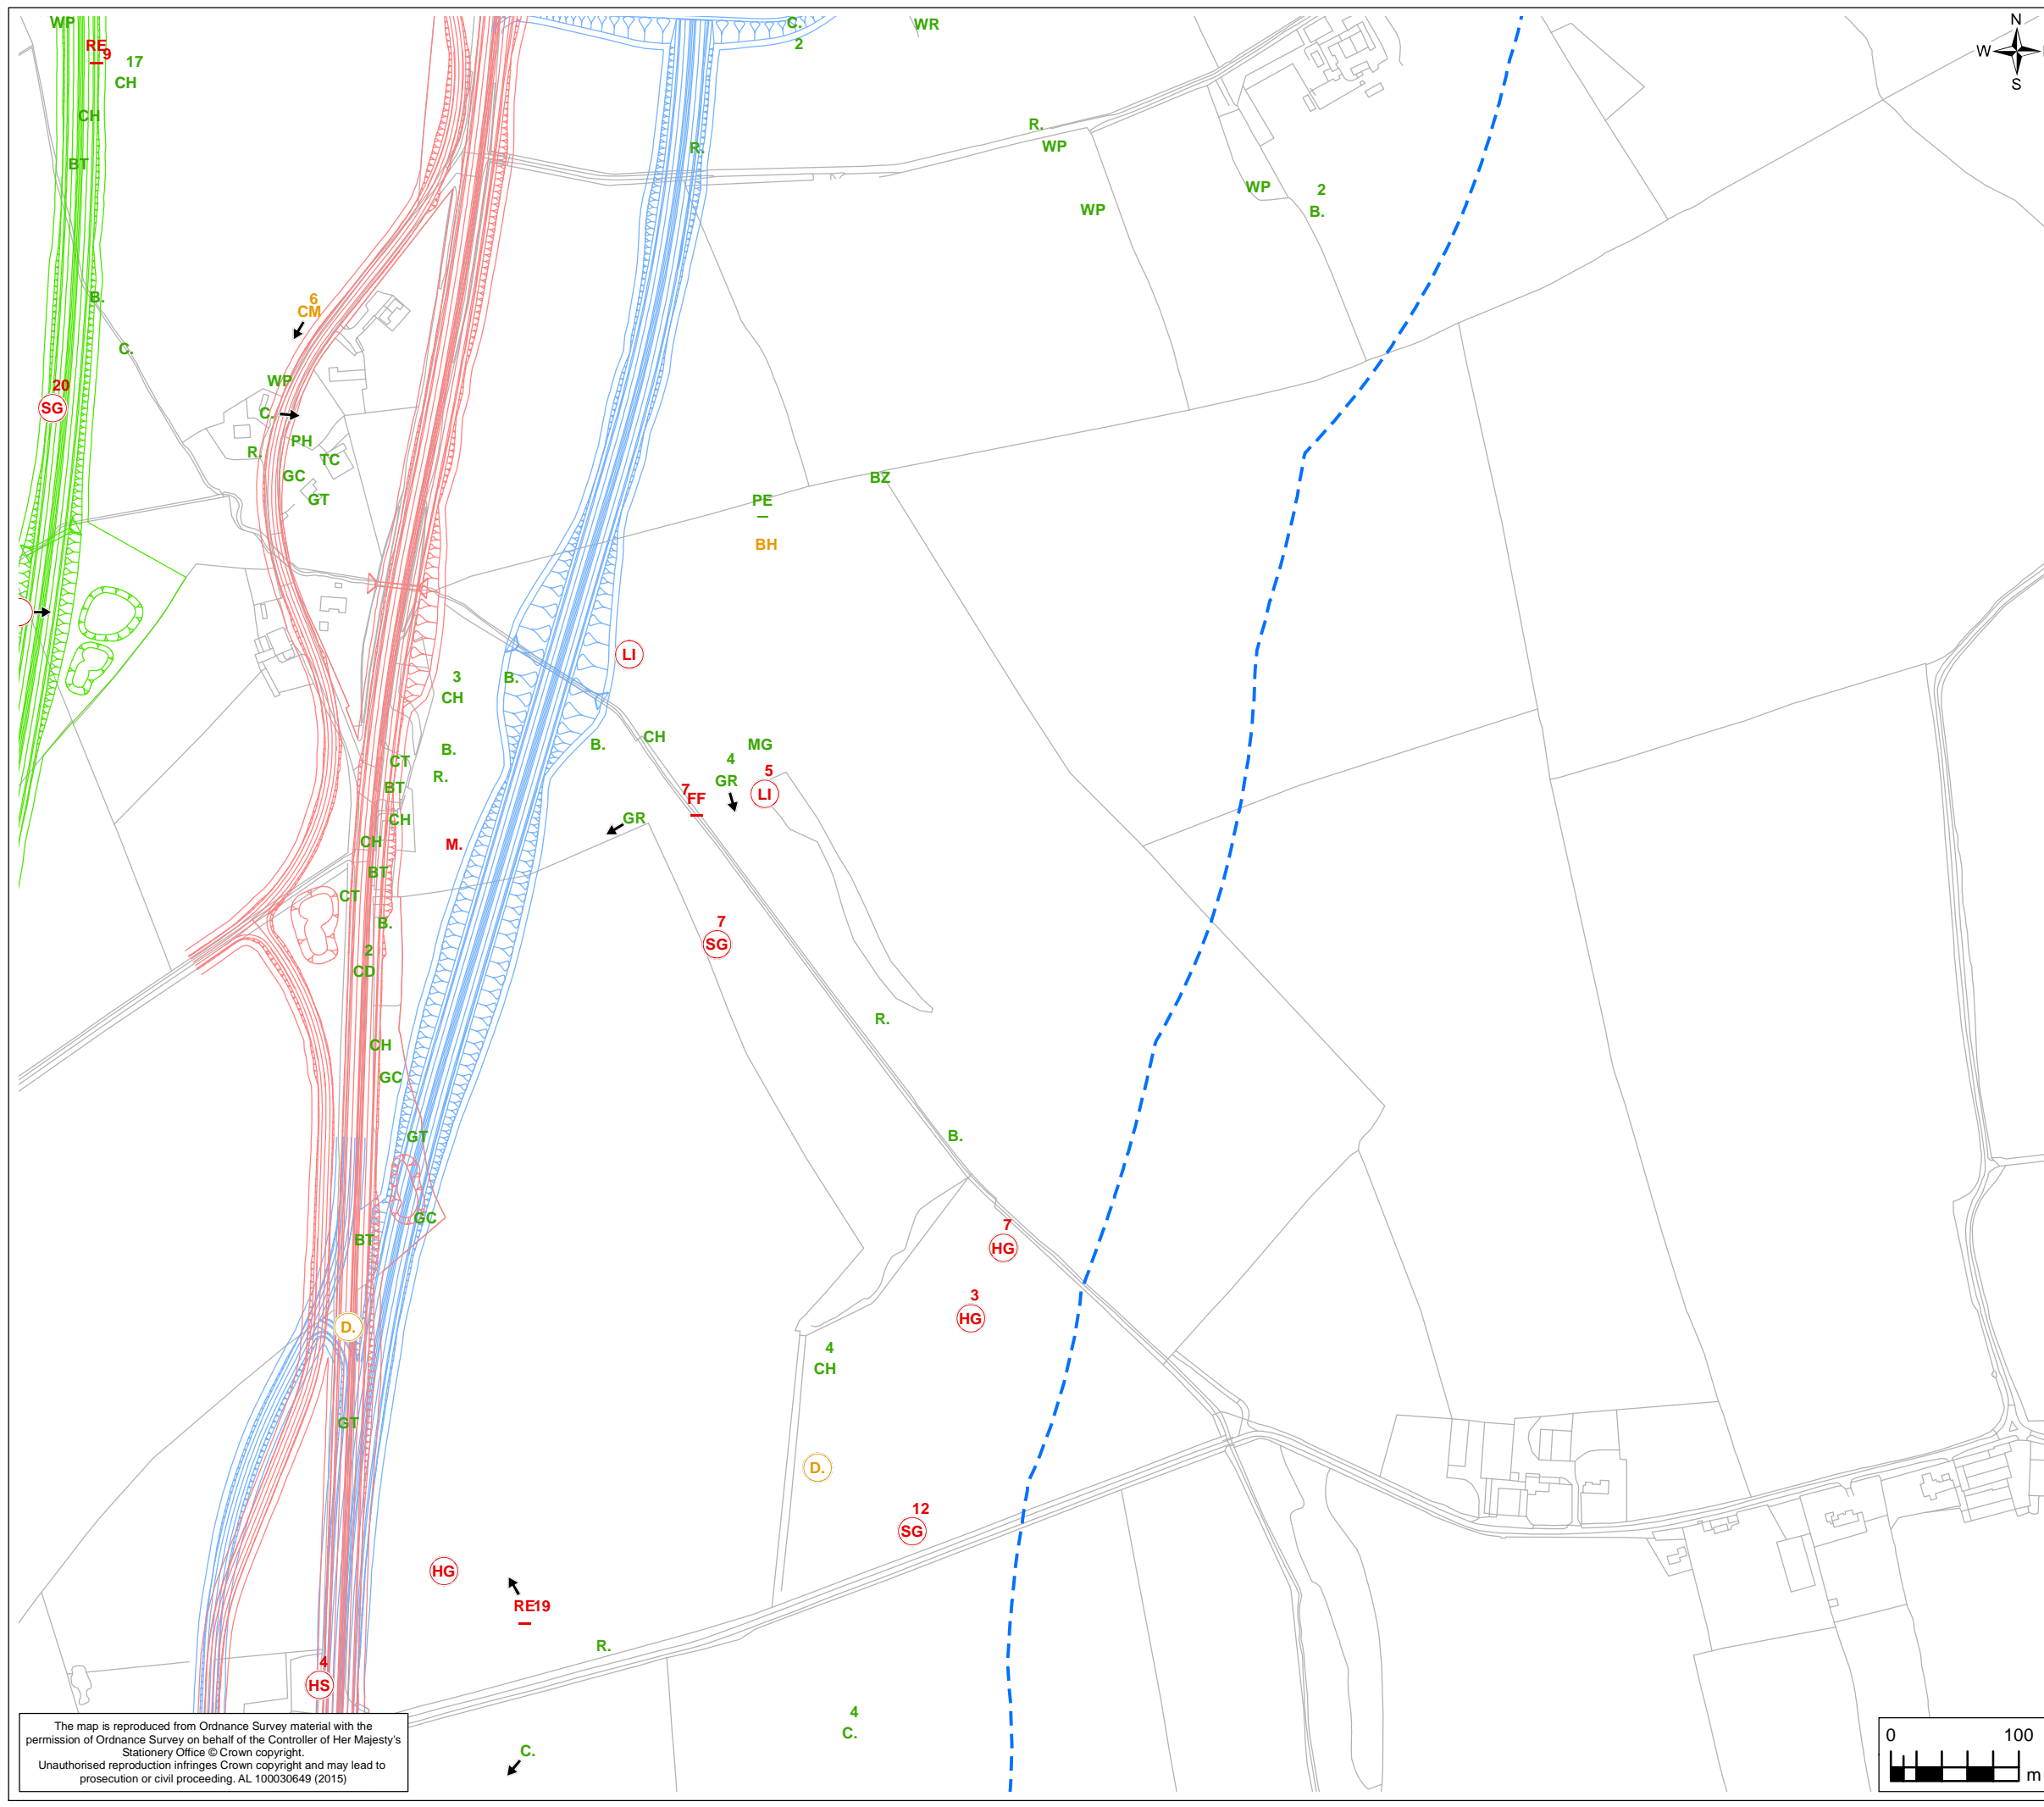 WP
C.
WR
N
RE
9
2
W
17
CH
S
CH
R.
BT
R.
WP
WP
2
WP
B.
B.
6
CM
C.
WP
20
SG
C.
PH
R.
TC
GC
BZ
GT
PE
BH
LI
3
B.
CH
CH
B.
B.
MG
CT
4
R.
5
GR
BT
LI
7
FF
CH
GR
CH
M.
BT
CT
7
B.
SG
2
CD
R.
CH
GC
GT
B.
GC
7
BT
HG
3
HG
D.
4
CH
GT
D.
12
SG
HG
RE19
R.
4
HS
4
C.
C.
The map is reproduced from Ordnance Survey material with the
permission of Ordnance Survey on behalf of the Controller of Her Majesty's
Stationery Office © Crown copyright.
Unauthorised reproduction infringes Crown copyright and may lead to
prosecution or civil proceeding. AL 100030649 (2015)
0 100
m